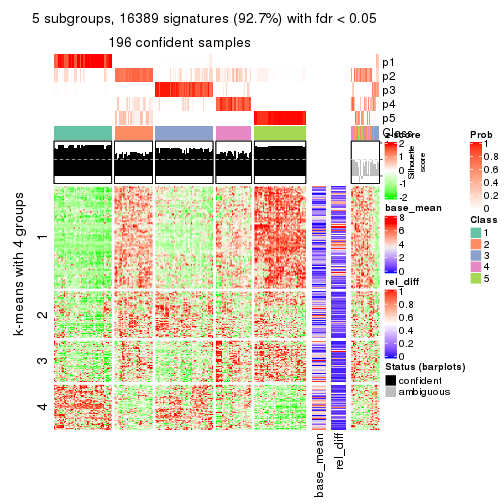 5 subgroups, 16389 signatures (92.7%) with fdr < 0.05
196 confident samples
p1
p2
p3
p4
p5
Class
Silhouette
score
k-means with 4 groups
1
2
3
4
base_mean
rel_diff
z-score
2
1
0
-1
-2
base_mean
8
6
4
2
0
rel_diff
1
0.8
0.6
0.4
0.2
0
Status (barplots)
confident
ambiguous
Prob
1
0.8
0.6
0.4
0.2
0
Class
1
2
3
4
5